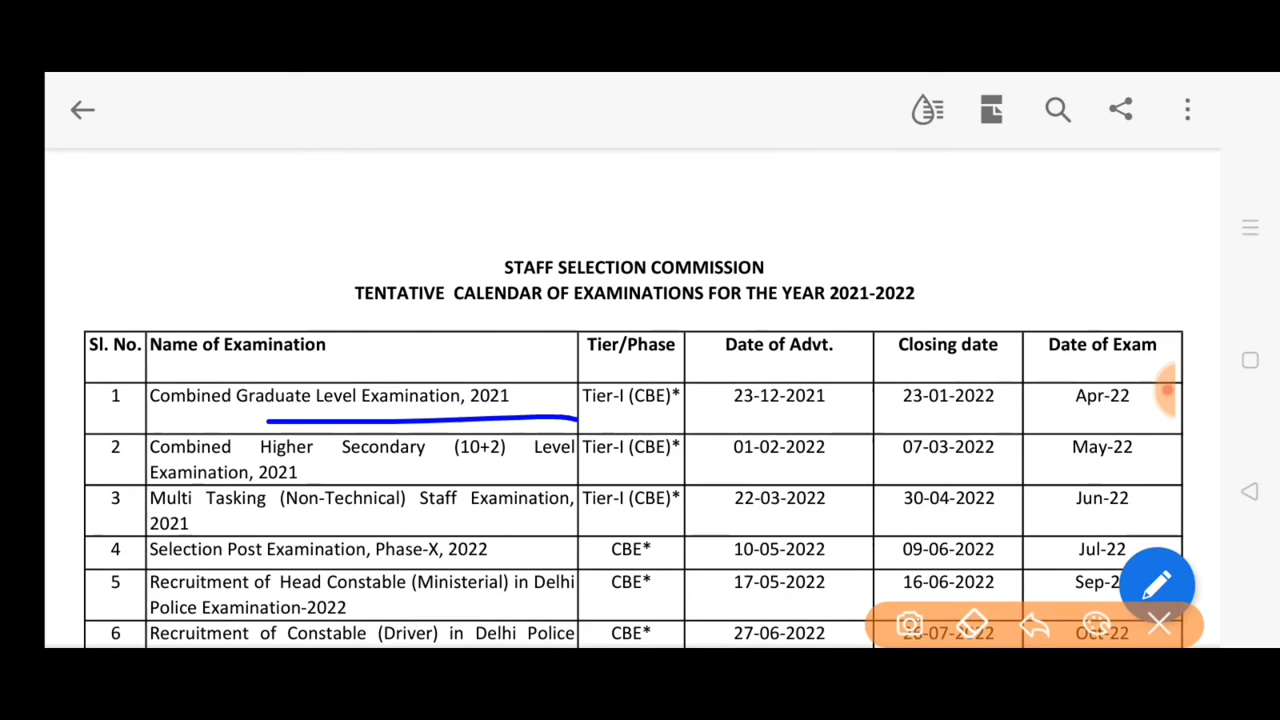 STAFF SELECTION COMMISSION
TENTATIVE CALENDAR OF EXAMINATIONS FOR THE YEAR 2021-2022
Sl. No. Name of Examination Tier/Phase Date of Advt. Closing date Date of Exam
1 Combined Graduate Level Examination, 2021 Tier-I (CBE)* 23-12-2021 23-01-2022 Apr-22
2 Combined Higher Secondary (10+2) Level Tier-I (CBE)* 01-02-2022 07-03-2022 May-22
Examination, 2021
3 Multi Tasking (Non-Technical) Staff Examination, Tier-I (CBE)* 22-03-2022 30-04-2022 Jun-22
2021
4 Selection Post Examination, Phase-X, 2022 CBE* 10-05-2022 09-06-2022 Jul-22
5 Recruitment of Head Constable (Ministerial) in Delhi CBE* 17-05-2022 16-06-2022
Police Examination-2022
6 Recruitment of Constable (Driver) in Delhi Police CBE* 27-06-2022 Oct-22